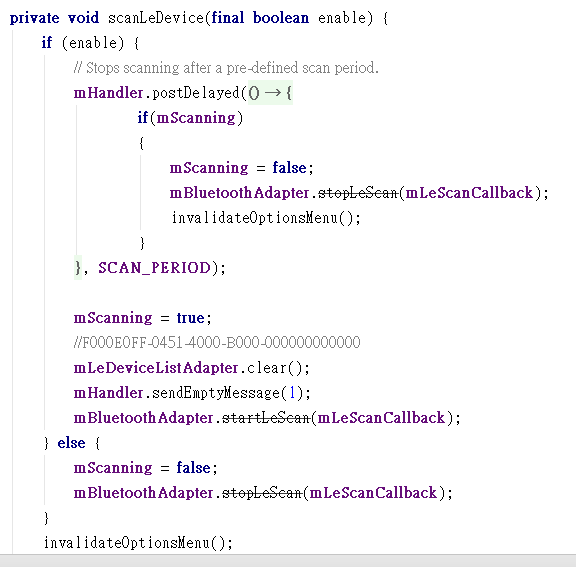 private void scanLeDevice(final boolean enable) {
if (enable) {
// Stops scanning after a pre-defined scan period.
mHandler.postDelayed(() → {
if(mScanning)
{
mScanning = false;
mBluetoothAdapter.stopLeScan(mLeScanCallback);
invalidateOptionsMenu();
}
}, SCAN_PERIOD);
mScanning = true;
//F000E0FF-0451-4000-B000-000000000000
mLeDeviceListAdapter.clear();
mHandler.sendEmptyMessage(1);
mBluetoothAdapter.startLeScan(mLeScanCallback);
} else {
mScanning = false;
mBluetoothAdapter.stopLeScan(mLeScanCallback);
}
invalidateOptionsMenu();